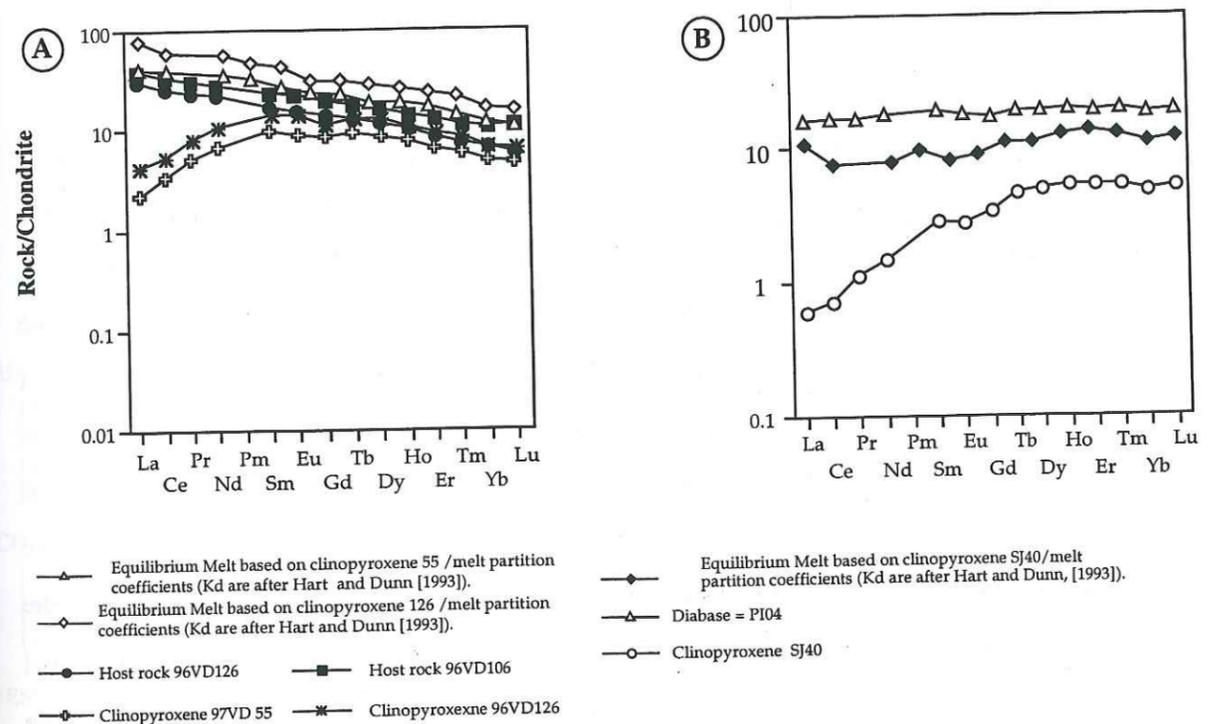 A
Rock/Chondrite
100
10
1
0.1
0.01
La Pr Pm Eu Tb Ho Tm Lu
Ce Nd Sm Gd Dy Er Yb
Equilibrium Melt based on clinopyroxene 55 /melt partition
coefficients (Kd are after Hart and Dunn [1993]).
Equilibrium Melt based on clinopyroxene 126 /melt partition
coefficients (Kd are after Hart and Dunn [1993]).
Host rock 96VD126
Host rock 96VD106
Clinopyroxene 97VD 55
Clinopyroxexne 96VD126
B
100
10
1
0.1
La Pr Pm Eu Tb Ho Tm Lu
Ce Nd Sm Gd Dy Er Yb
Equilibrium Melt based on clinopyroxene SJ40/melt
partition coefficients (Kd are after Hart and Dunn, [1993]).
Diabase = PI04
Clinopyroxene SJ40